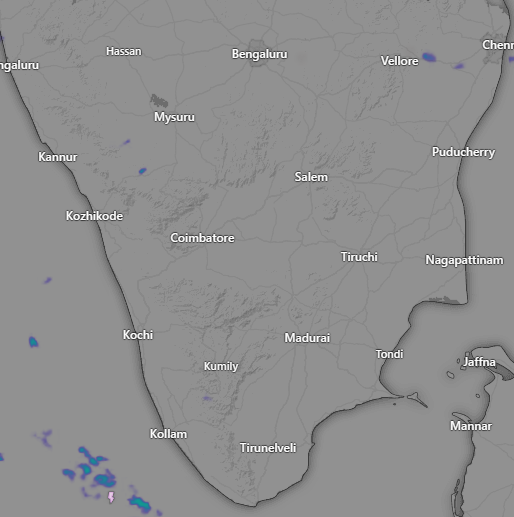 Hassan
Bengaluru
Chenn
ngaluru
Vellore
Mysuru
Kannur
Puducherry
Salem
Kozhikode
Coimbatore
Tiruchi
Nagapattinam
Kochi
Madurai
Tondi
Jaffna
Kumily
Mannar
Kollam
Tirunelveli